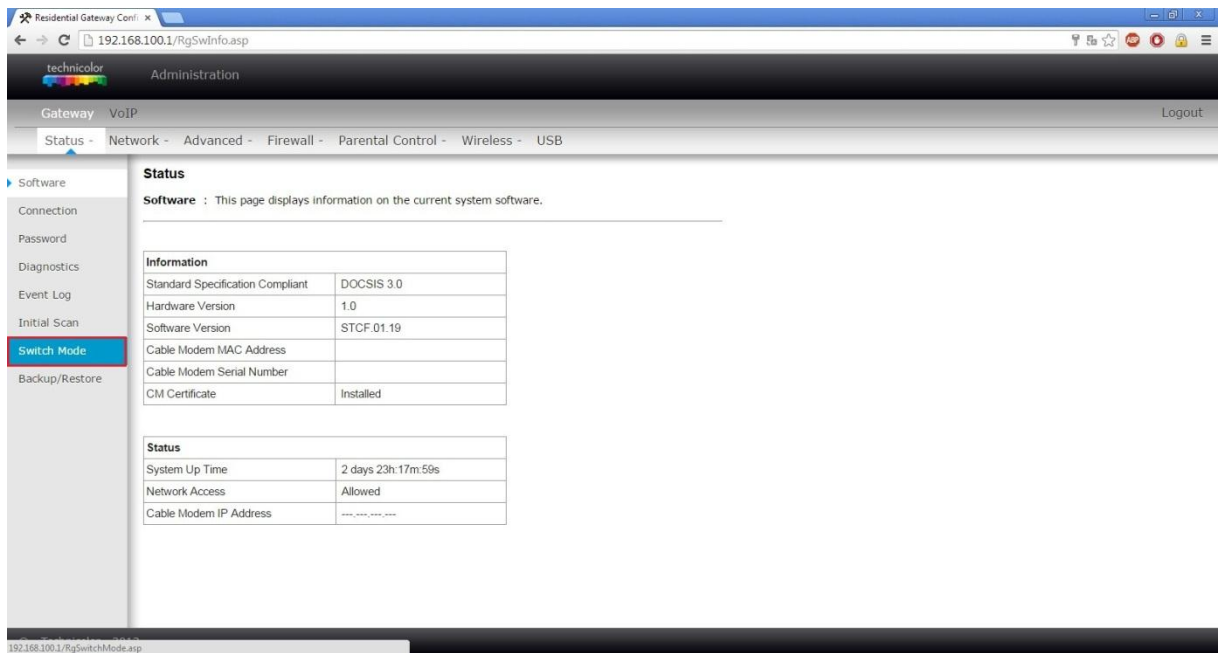 Residential Gateway Confi
192.168.100.1/RgSwInfo.asp
technicolor
Administration
Gateway VoIP Logout
Status - Network - Advanced - Firewall - Parental Control - Wireless - USB
Software
Connection
Password
Diagnostics
Event Log
Initial Scan
Switch Mode
Backup/Restore
Status
Software : This page displays information on the current system software.
Information
Standard Specification Compliant DOCSIS 3.0
Hardware Version 1.0
Software Version STCF.01.19
Cable Modem MAC Address
Cable Modem Serial Number
CM Certificate Installed
Status
System Up Time 2 days 23h:17m:59s
Network Access Allowed
Cable Modem IP Address ---.---.---.---
192.168.100.1/RgSwitchMode.asp